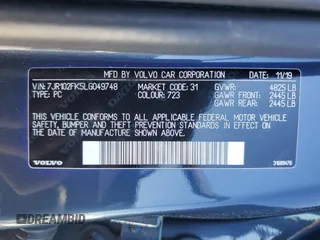 MFD BY VOLVO CAR CORPORATION DATE: 11/19
VIN: 7JR102FK5LG049748 MARKET CODE: 31 GVWR: 4825 LB
TYPE: PC COLOUR: 723 GAWR FRONT: 2445 LB
GAWR REAR: 2445 LB
THIS VEHICLE CONFORMS TO ALL APPLICABLE FEDERAL MOTOR VEHICLE
SAFETY, BUMPER, AND THEFT PREVENTION STANDARDS IN EFFECT ON
THE DATE OF MANUFACTURE SHOWN ABOVE.
VOLVO
DREAMBID